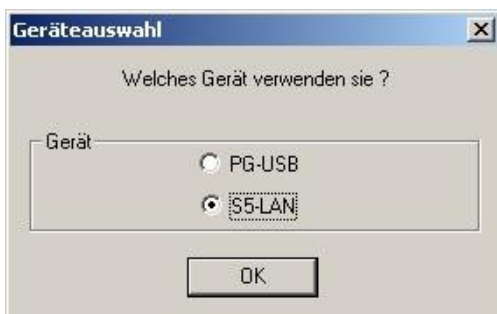 Geräteauswahl
Welches Gerät verwenden sie ?
Gerät
PG-USB
S5-LAN
OK